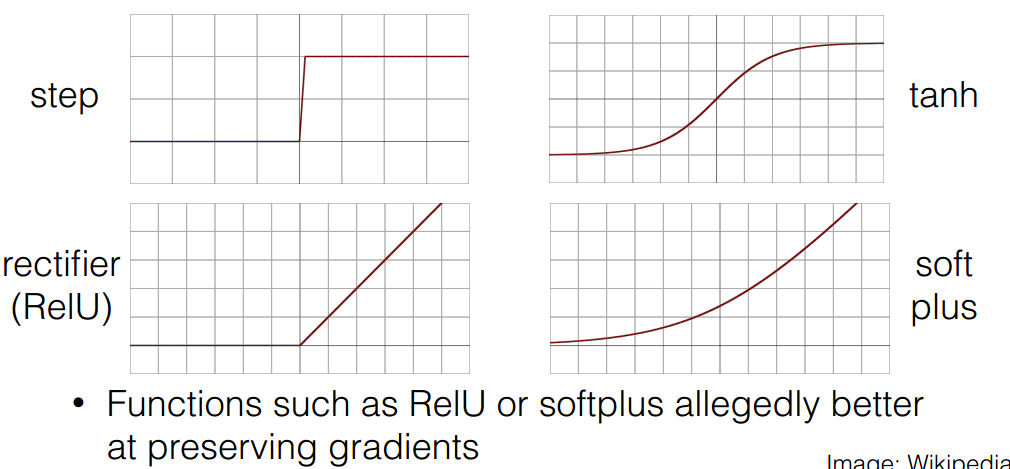 step
tanh
rectifier
(RelU)
soft
plus
• Functions such as RelU or softplus allegedly better
at preserving gradients
Image: Wikipedia